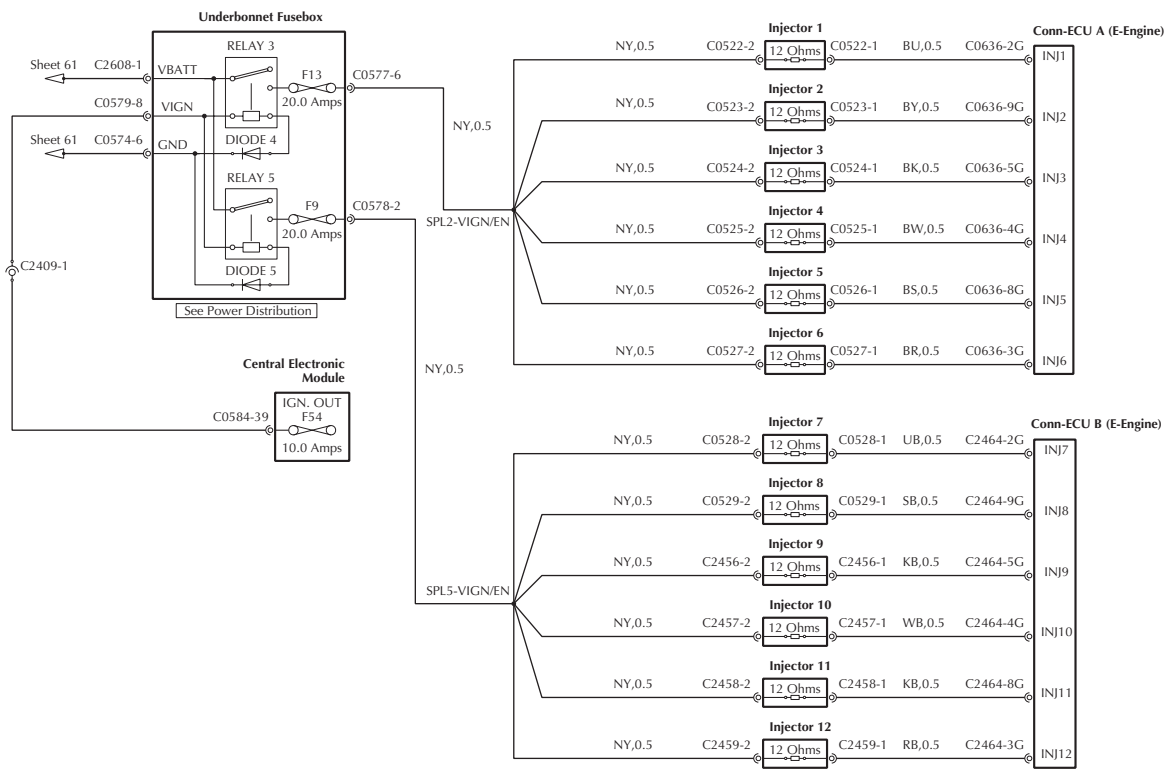 Underbonnet Fusebox
RELAY 3
Sheet 61
C2608-1
VBATT
F13
20.0 Amps
C0577-6
C0579-8
VIGN
Sheet 61
C0574-6
GND
DIODE 4
RELAY 5
F9
20.0 Amps
C0578-2
DIODE 5
See Power Distribution
C2409-1
Central Electronic
Module
IGN. OUT
F54
10.0 Amps
C0584-39
NY,0.5
NY,0.5
SPL2-VIGN/EN
SPL5-VIGN/EN
Conn-ECU A (E-Engine)
Injector 1
NY,0.5 C0522-2 12 Ohms C0522-1 BU,0.5 C0636-2G INJ1
Injector 2
NY,0.5 C0523-2 12 Ohms C0523-1 BY,0.5 C0636-9G INJ2
Injector 3
NY,0.5 C0524-2 12 Ohms C0524-1 BK,0.5 C0636-5G INJ3
Injector 4
NY,0.5 C0525-2 12 Ohms C0525-1 BW,0.5 C0636-4G INJ4
Injector 5
NY,0.5 C0526-2 12 Ohms C0526-1 BS,0.5 C0636-8G INJ5
Injector 6
NY,0.5 C0527-2 12 Ohms C0527-1 BR,0.5 C0636-3G INJ6
Conn-ECU B (E-Engine)
Injector 7
NY,0.5 C0528-2 12 Ohms C0528-1 UB,0.5 C2464-2G INJ7
Injector 8
NY,0.5 C0529-2 12 Ohms C0529-1 SB,0.5 C2464-9G INJ8
Injector 9
NY,0.5 C2456-2 12 Ohms C2456-1 KB,0.5 C2464-5G INJ9
Injector 10
NY,0.5 C2457-2 12 Ohms C2457-1 WB,0.5 C2464-4G INJ10
Injector 11
NY,0.5 C2458-2 12 Ohms C2458-1 KB,0.5 C2464-8G INJ11
Injector 12
NY,0.5 C2459-2 12 Ohms C2459-1 RB,0.5 C2464-3G INJ12